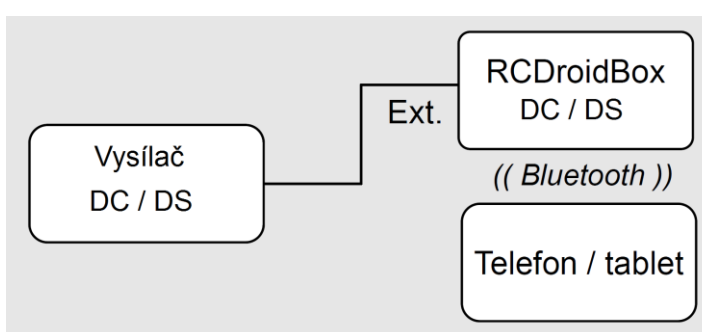 Vysílač
DC / DS
Ext.
RCDroidBox
DC / DS
(( Bluetooth ))
Telefon / tablet